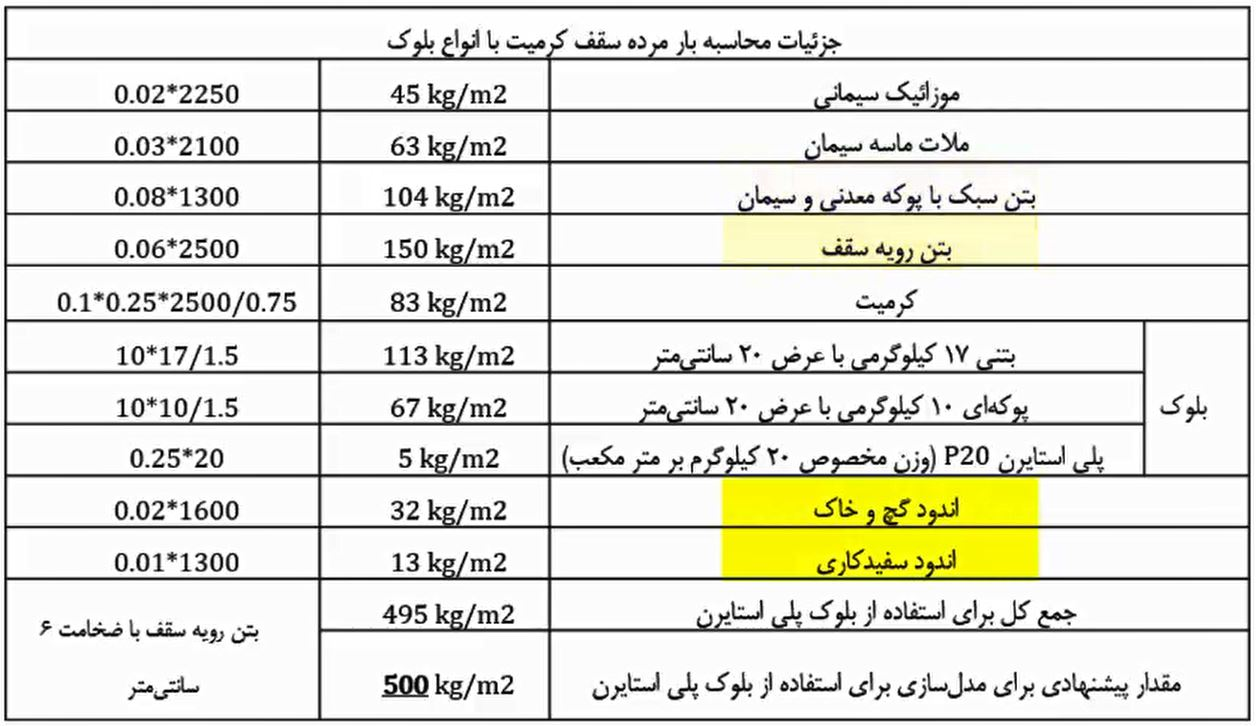 جزئیات محاسبه بار مرده سقف کرمیت با انواع بلوک
موزائیک سیمانی 45 kg/m2 0.02*2250
ملات ماسه سیمان 63 kg/m2 0.03*2100
بتن سبک با پوکه معدنی و سیمان 104 kg/m2 0.08*1300
بتن رویه سقف 150 kg/m2 0.06*2500
کرمیت 83 kg/m2 0.1*0.25*2500/0.75
بلوک
بتنی ۱۷ کیلوگرمی با عرض ۲۰ سانتی‌متر 113 kg/m2 10*17/1.5
پوکه‌ای ۱۰ کیلوگرمی با عرض ۲۰ سانتی‌متر 67 kg/m2 10*10/1.5
پلی استایرن P20 (وزن مخصوص ۲۰ کیلوگرم بر متر مکعب) 5 kg/m2 0.25*20
اندود گچ و خاک 32 kg/m2 0.02*1600
اندود سفیدکاری 13 kg/m2 0.01*1300
جمع کل برای استفاده از بلوک پلی استایرن 495 kg/m2
مقدار پیشنهادی برای مدل‌سازی برای استفاده از بلوک پلی استایرن 500 kg/m2
بتن رویه سقف با ضخامت ۶
سانتی‌متر